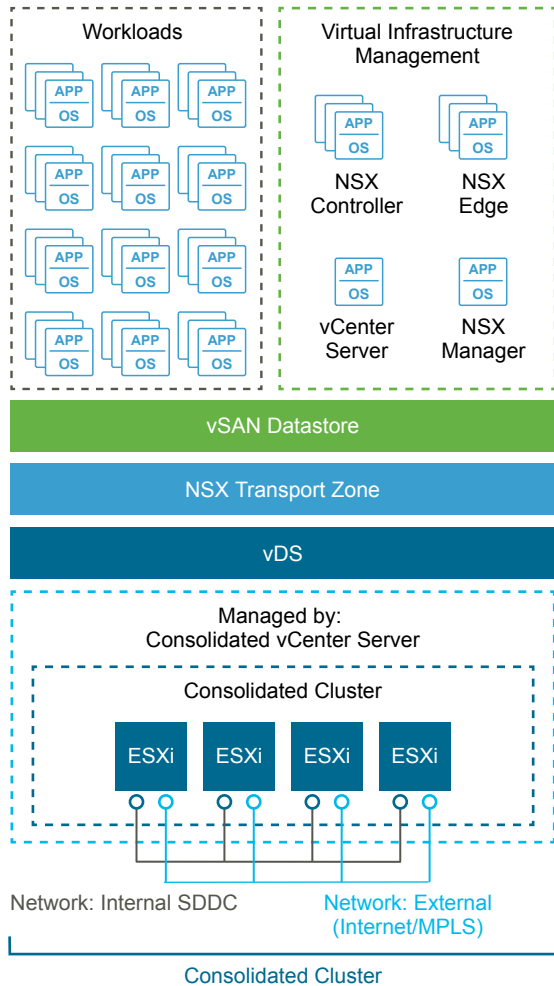 Workloads
APP APP APP
OS OS OS
APP APP APP
OS OS OS
APP APP APP
OS OS OS
APP APP APP
OS OS OS
Virtual Infrastructure
Management
APP APP
OS OS
NSX
Controller
NSX
Edge
APP APP
OS OS
vCenter
Server
NSX
Manager
vSAN Datastore
NSX Transport Zone
vDS
Managed by:
Consolidated vCenter Server
Consolidated Cluster
ESXi ESXi ESXi ESXi
Network: Internal SDDC
Network: External
(Internet/MPLS)
Consolidated Cluster